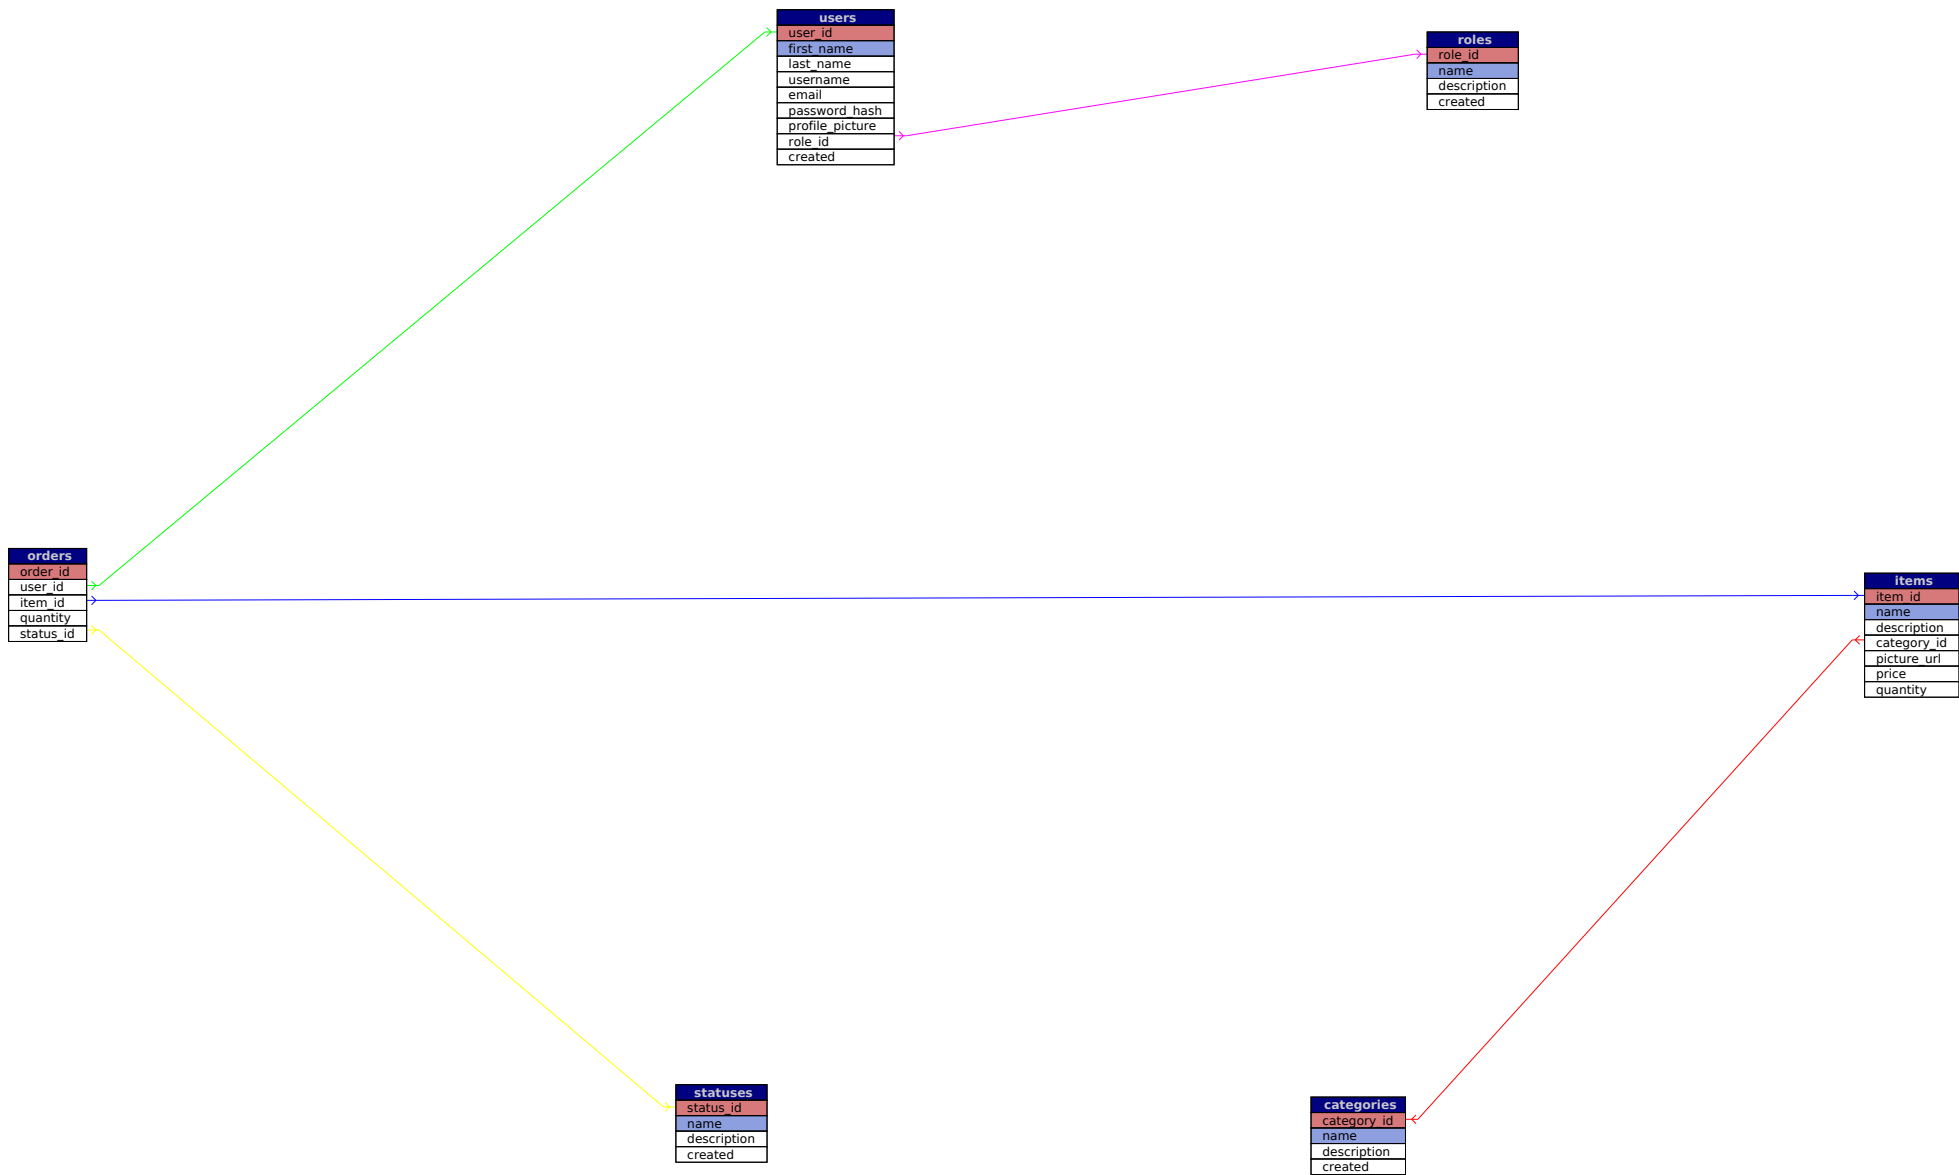 users
user_id
first_name
last_name
username
email
password_hash
profile_picture
role_id
created
roles
role_id
name
description
created
orders
order_id
user_id
item_id
quantity
status_id
items
item_id
name
description
category_id
picture_url
price
quantity
statuses
status_id
name
description
created
categories
category_id
name
description
created